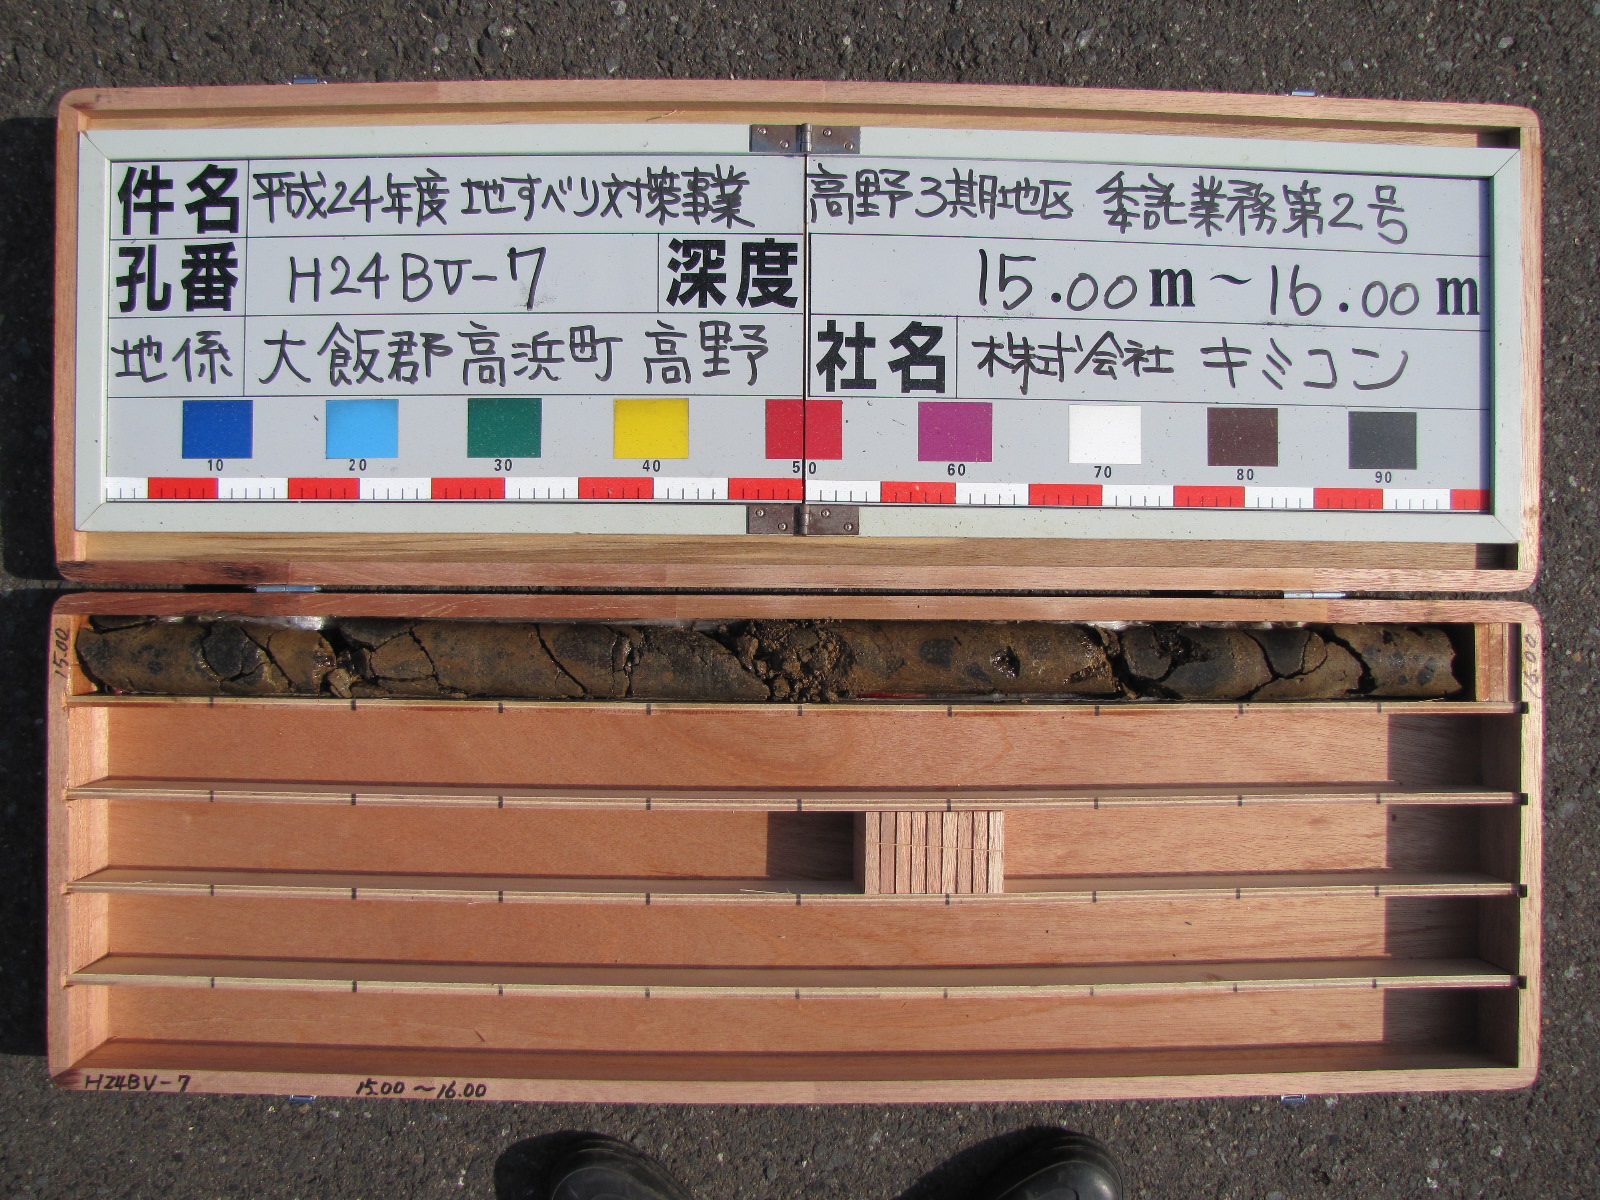 件名 平成24年度 地すべり対策事業 高野3期地区 委託業務第2号
孔番 H24BV-7 深度 15.00m~16.00m
地係 大飯郡高浜町 高野 社名 株式会社 キミコン
10 20 30 40 50 60 70 80 90
15.00 16.00
H24BV-7 15.00~16.00